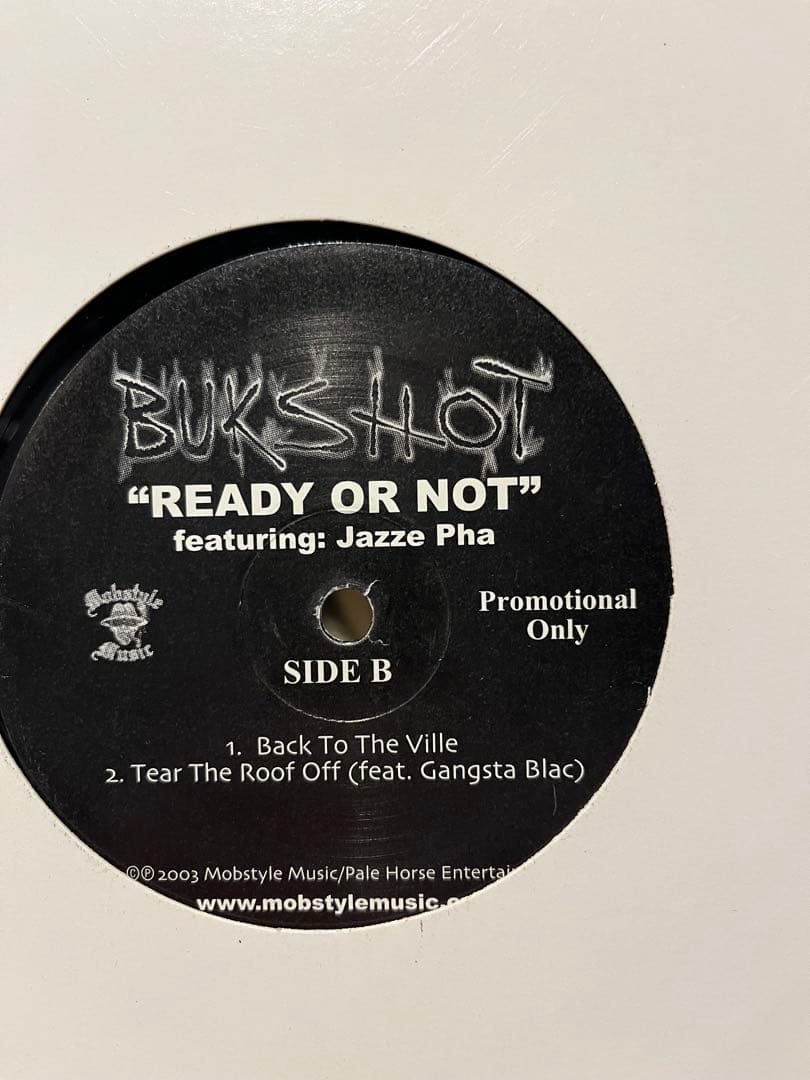 BUKSHOT
“READY OR NOT”
featuring: Jazze Pha
Mobstyle
Music
Promotional
Only
SIDE B
1. Back To The Ville
2. Tear The Roof Off (feat. Gangsta Blac)
©℗ 2003 Mobstyle Music/Pale Horse
www.mobstylemusic.